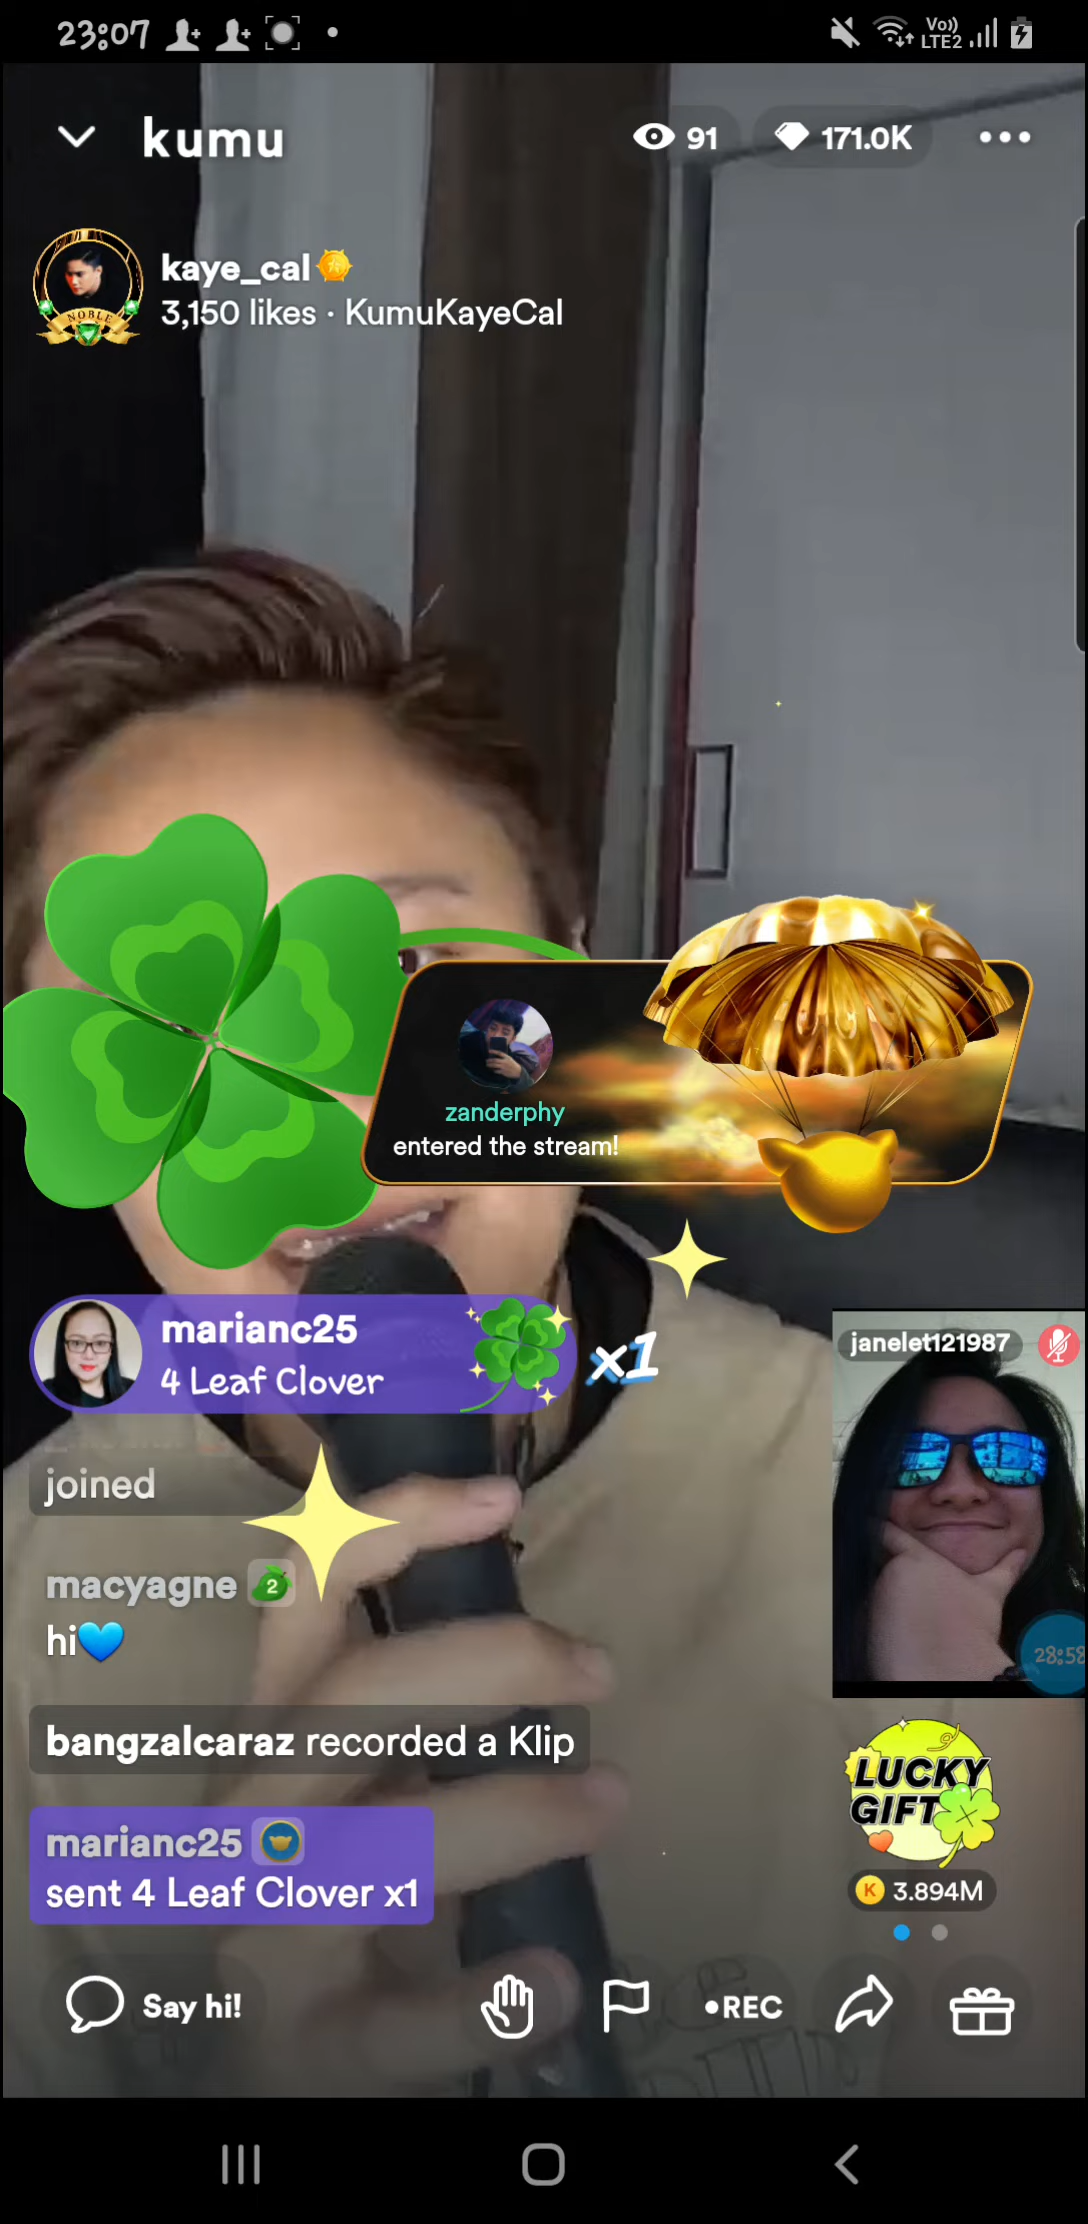 23:07
Vo))
LTE2
kumu
91
171.0K
kaye_cal
3,150 likes · KumuKayeCal
NOBLE
zanderphy
entered the stream!
marianc25
4 Leaf Clover
x1
janelet121987
joined
macyagne 2
hi💙
28:58
bangzalcaraz recorded a Klip
LUCKY
GIFT
marianc25
sent 4 Leaf Clover x1
K 3.894M
Say hi!
•REC